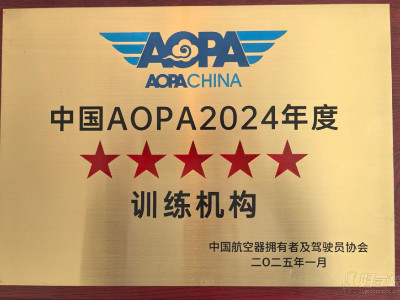 AOPA
AOPA CHINA
中国AOPA2024年度
训练机构
中国航空器拥有者及驾驶员协会
二〇二五年一月